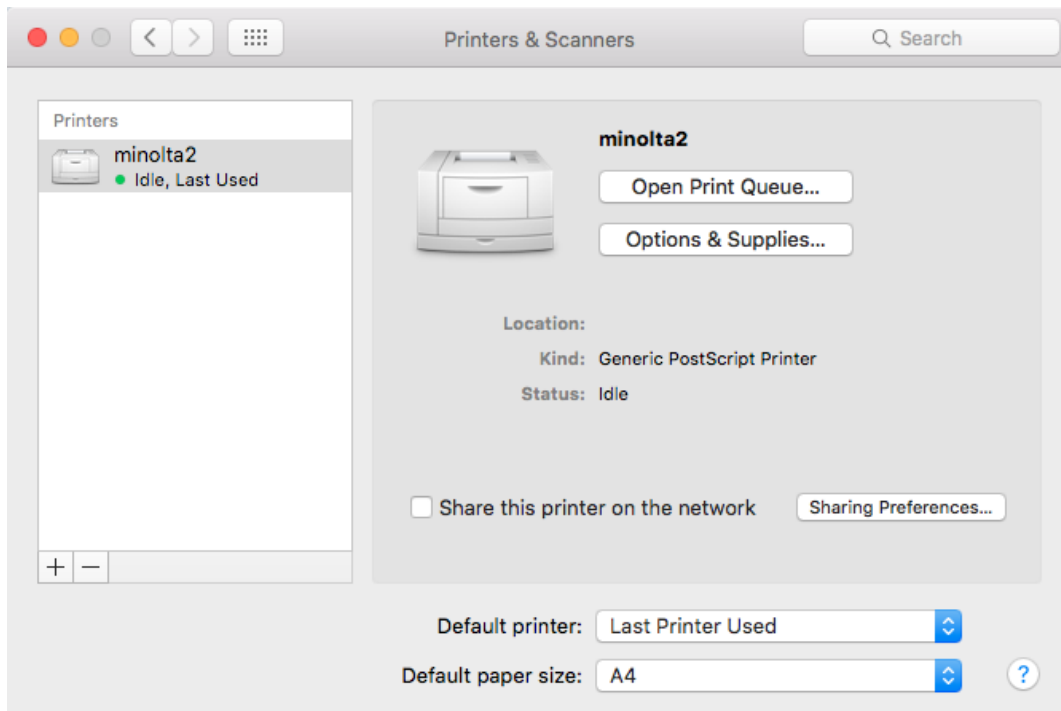 Printers & Scanners
Search
Printers
minolta2
Idle, Last Used
minolta2
Open Print Queue...
Options & Supplies...
Location:
Kind: Generic PostScript Printer
Status: Idle
Share this printer on the network
Sharing Preferences...
+ −
Default printer: Last Printer Used
Default paper size: A4
?